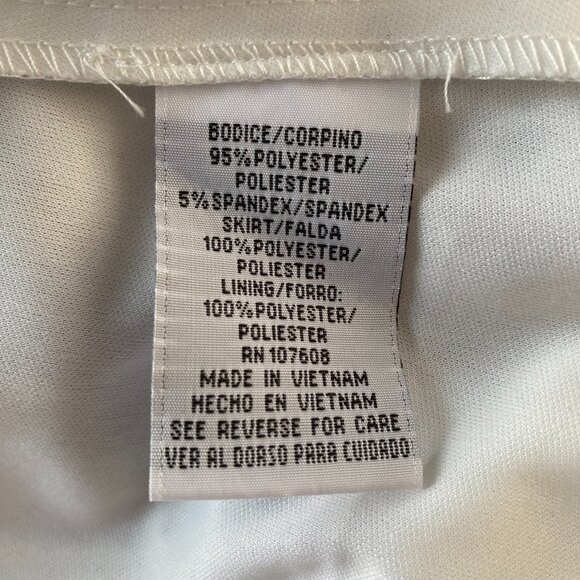 BODICE/CORPINO
95% POLYESTER/
POLIESTER
5% SPANDEX/SPANDEX
SKIRT/FALDA
100% POLYESTER/
POLIESTER
LINING/FORRO:
100% POLYESTER/
POLIESTER
RN 107608
MADE IN VIETNAM
HECHO EN VIETNAM
SEE REVERSE FOR CARE
VER AL DORSO PARA CUIDADO